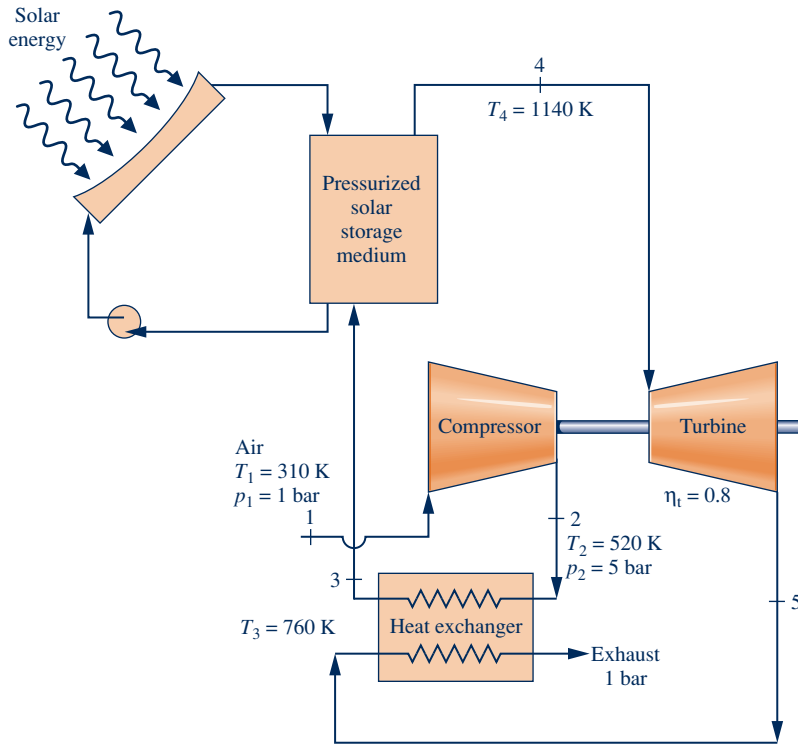 Solar
energy
4
T4 = 1140 K
Pressurized
solar
storage
medium
Compressor
Turbine
Air
T1 = 310 K
p1 = 1 bar
1
ηt = 0.8
2
T2 = 520 K
p2 = 5 bar
3
5
T3 = 760 K
Heat exchanger
Exhaust
1 bar